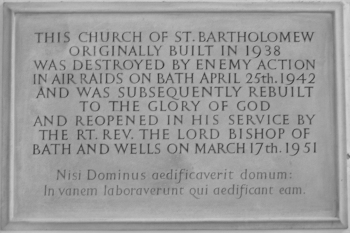 THIS CHURCH OF ST. BARTHOLOMEW
ORIGINALLY BUILT IN 1938
WAS DESTROYED BY ENEMY ACTION
IN AIR RAIDS ON BATH APRIL 25th. 1942
AND WAS SUBSEQUENTLY REBUILT
TO THE GLORY OF GOD
AND REOPENED IN HIS SERVICE BY
THE RT. REV. THE LORD BISHOP OF
BATH AND WELLS ON MARCH 17th. 1951
Nisi Dominus aedificaverit domum:
In vanem laboraverunt qui aedificant eam.